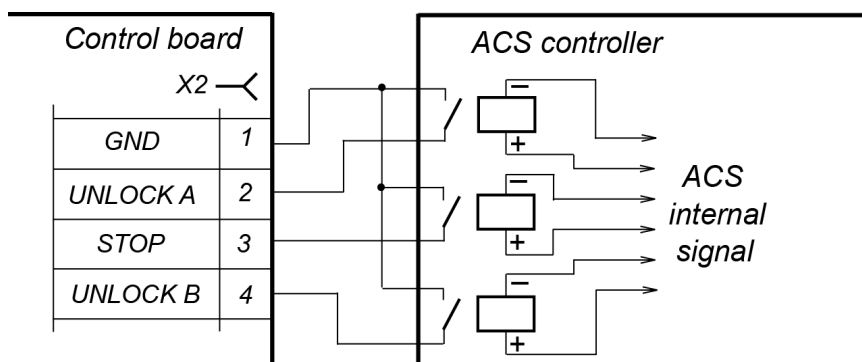 Control board
ACS controller
X2
GND 1
UNLOCK A 2
STOP 3
UNLOCK B 4
− + − + − +
ACS
internal
signal